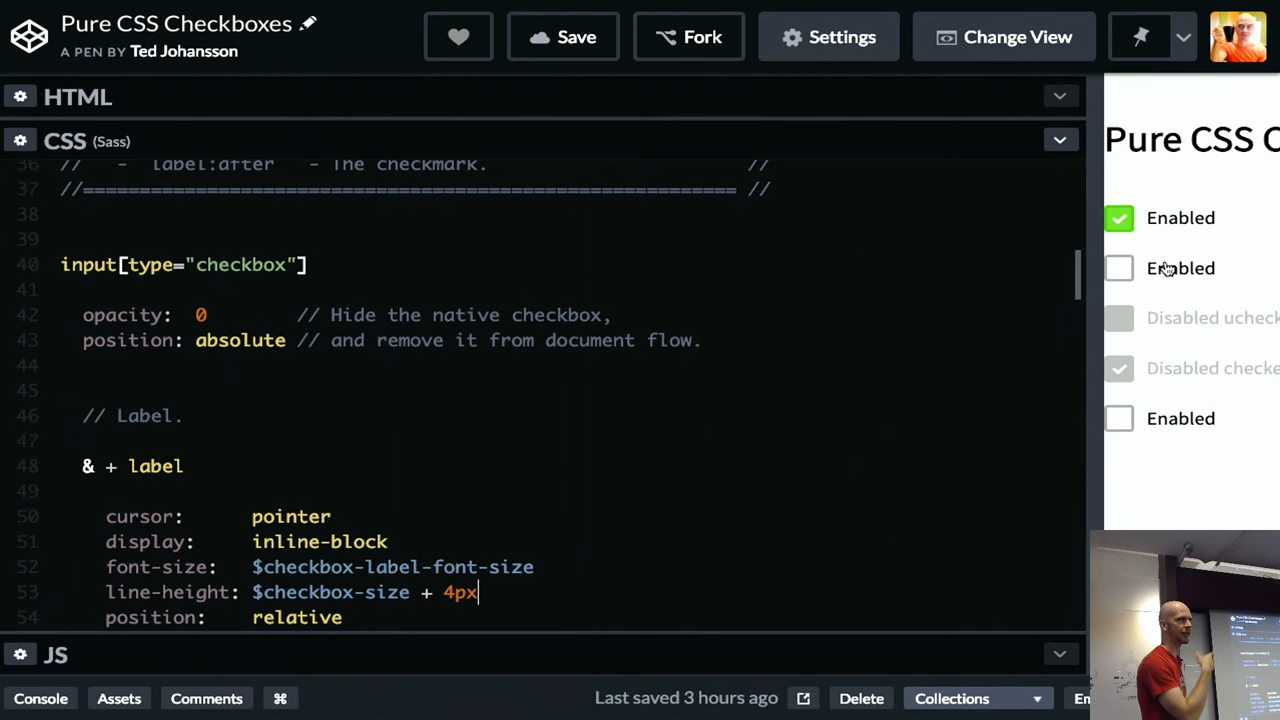 Pure CSS Checkboxes
A PEN BY Ted Johansson
Save
Fork
Settings
Change View
HTML
CSS (Sass)
36 // - label:after - The checkmark. //
37 //========================================================== //
38
39
40 input[type="checkbox"]
41
42 opacity: 0 // Hide the native checkbox,
43 position: absolute // and remove it from document flow.
44
45
46 // Label.
47
48 & + label
49
50 cursor: pointer
51 display: inline-block
52 font-size: $checkbox-label-font-size
53 line-height: $checkbox-size + 4px
54 position: relative
JS
Console
Assets
Comments
⌘
Last saved 3 hours ago
Delete
Collections
Em
Pure CSS C
Enabled
Enabled
Disabled ucheck
Disabled checke
Enabled